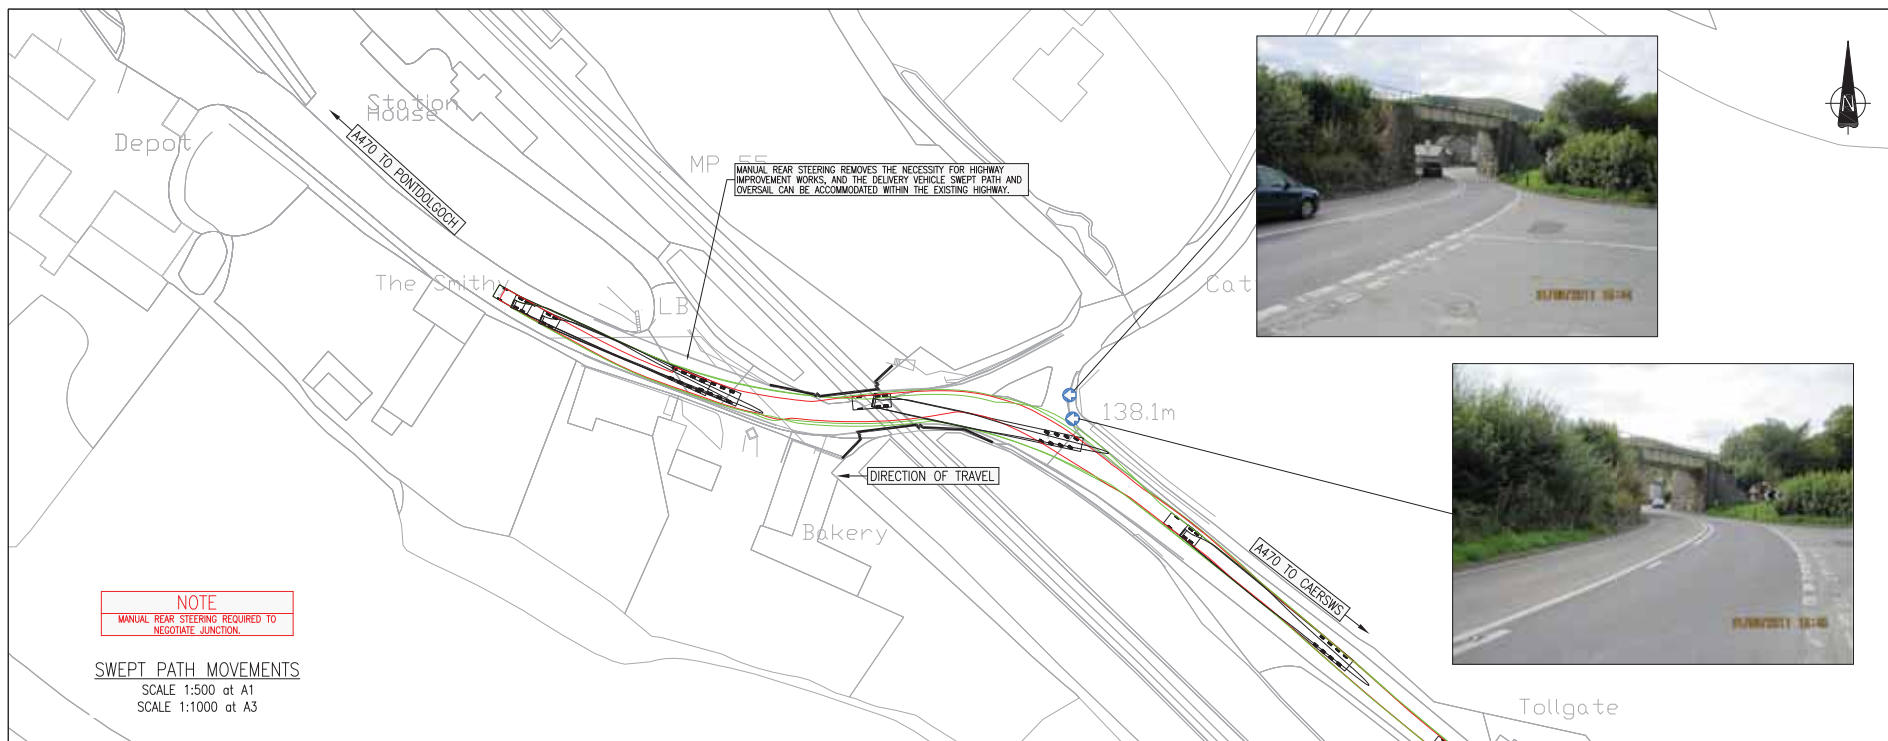 Station
House
Depot
A470 TO PONTDOLGOCH
MP 55
MANUAL REAR STEERING REMOVES THE NECESSITY FOR HIGHWAY
IMPROVEMENT WORKS, AND THE DELIVERY VEHICLE SWEPT PATH AND
OVERSAIL CAN BE ACCOMMODATED WITHIN THE EXISTING HIGHWAY.
N
The Smithy
LB
Cat
138.1m
DIRECTION OF TRAVEL
Bakery
A470 TO CAERSWS
NOTE
MANUAL REAR STEERING REQUIRED TO
NEGOTIATE JUNCTION.
SWEPT PATH MOVEMENTS
SCALE 1:500 at A1
SCALE 1:1000 at A3
Tollgate